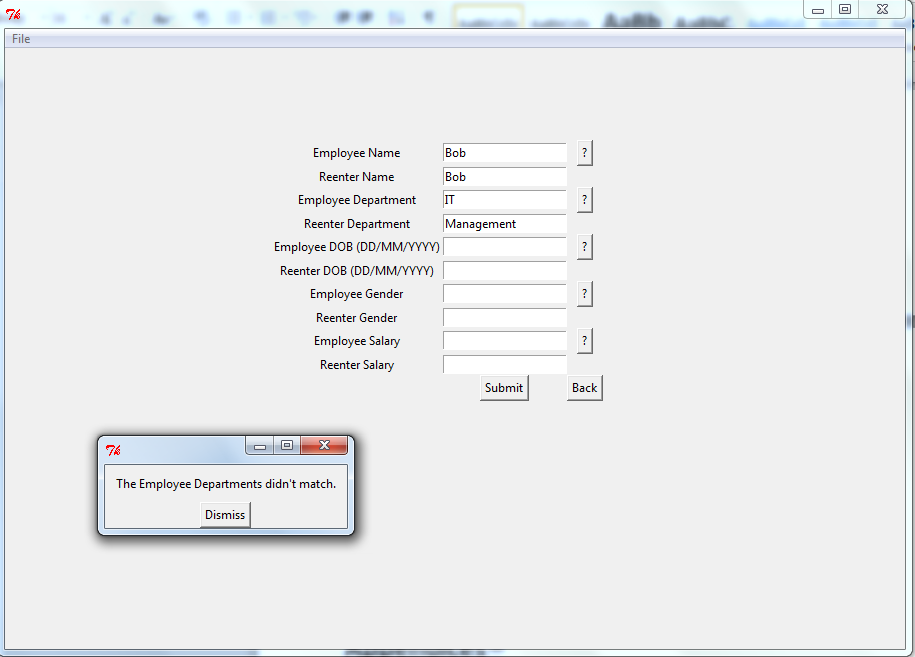 File
Employee Name Bob ?
Reenter Name Bob
Employee Department IT ?
Reenter Department Management
Employee DOB (DD/MM/YYYY) ?
Reenter DOB (DD/MM/YYYY)
Employee Gender ?
Reenter Gender
Employee Salary ?
Reenter Salary
Submit Back
The Employee Departments didn't match.
Dismiss